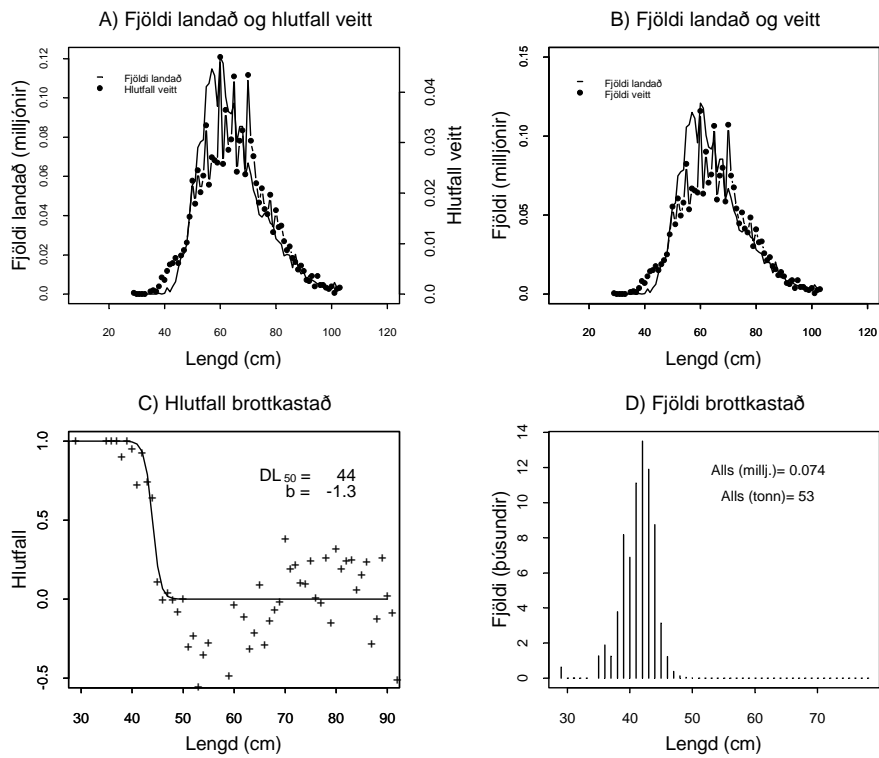 A) Fjöldi landað og hlutfall veitt
Fjöldi landað (milljónir)
0.12
0.10
0.08
0.06
0.04
0.02
0.0
Fjöldi landað
Hlutfall veitt
0.04
0.03
0.02
0.01
0.0
Hlutfall veitt
20 40 60 80 100 120
Lengd (cm)
B) Fjöldi landað og veitt
Fjöldi (milljónir)
0.15
0.10
0.05
0.0
Fjöldi landað
Fjöldi veitt
20 40 60 80 100 120
Lengd (cm)
C) Hlutfall brottkastað
Hlutfall
1.0
0.5
0.0
-0.5
DL50 = 44
b = -1.3
30 40 50 60 70 80 90
Lengd (cm)
D) Fjöldi brottkastað
Fjöldi (þúsundir)
14
12
10
8
6
4
2
0
Alls (millj.)= 0.074
Alls (tonn)= 53
30 40 50 60 70
Lengd (cm)